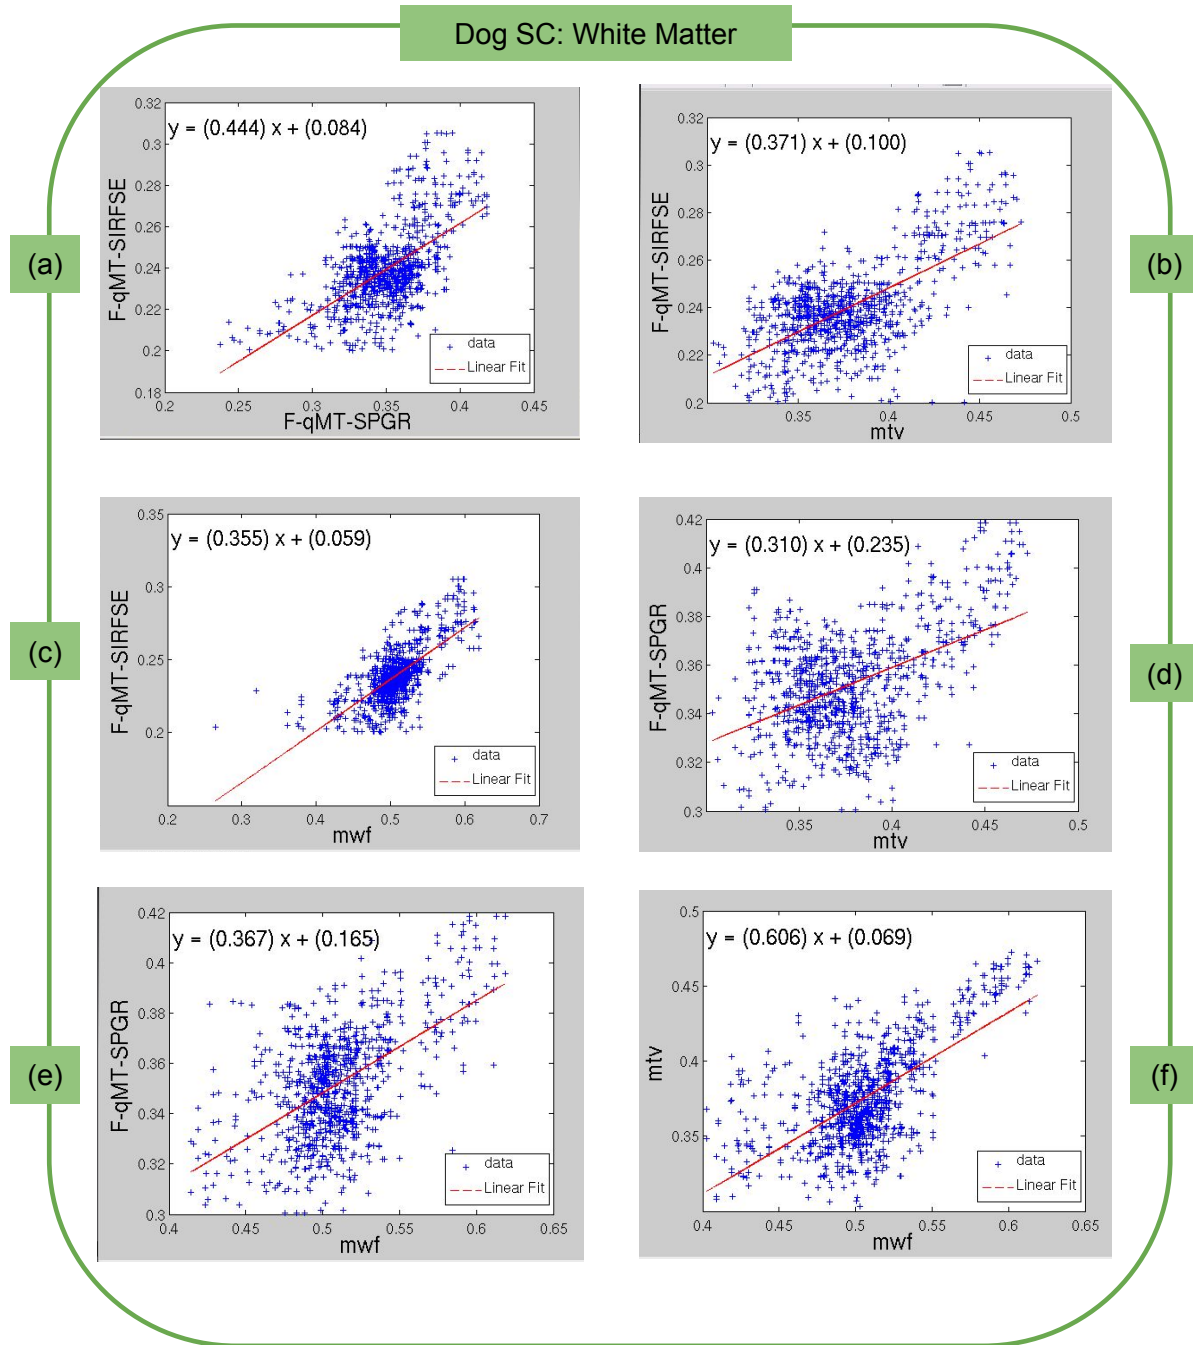 Dog SC: White Matter
(a)
y = (0.444) x + (0.084)
F-qMT-SIRFSE
0.32
0.3
0.28
0.26
0.24
0.22
0.2
0.18
0.2
0.25
0.3
0.35
0.4
0.45
F-qMT-SPGR
data
Linear Fit
(b)
y = (0.371) x + (0.100)
F-qMT-SIRFSE
0.32
0.3
0.28
0.26
0.24
0.22
0.2
0.35
0.4
0.45
0.5
mtv
data
Linear Fit
(c)
y = (0.355) x + (0.059)
F-qMT-SIRFSE
0.35
0.3
0.25
0.2
0.2
0.3
0.4
0.5
0.6
0.7
mwf
data
Linear Fit
(d)
y = (0.310) x + (0.235)
F-qMT-SPGR
0.42
0.4
0.38
0.36
0.34
0.32
0.3
0.35
0.4
0.45
0.5
mtv
data
Linear Fit
(e)
y = (0.367) x + (0.165)
F-qMT-SPGR
0.42
0.4
0.38
0.36
0.34
0.32
0.3
0.4
0.45
0.5
0.55
0.6
0.65
mwf
data
Linear Fit
(f)
y = (0.606) x + (0.069)
mtv
0.5
0.45
0.4
0.35
0.4
0.45
0.5
0.55
0.6
0.65
mwf
data
Linear Fit